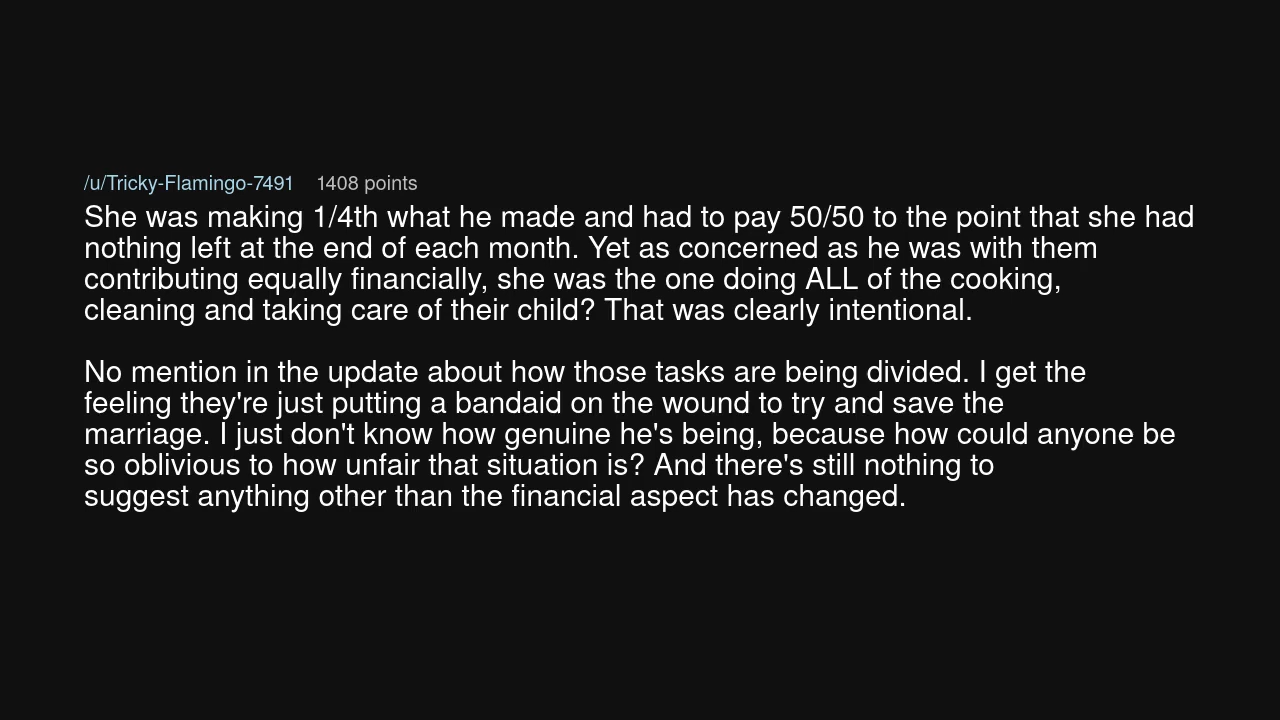 /u/Tricky-Flamingo-7491 1408 points
She was making 1/4th what he made and had to pay 50/50 to the point that she had
nothing left at the end of each month. Yet as concerned as he was with them
contributing equally financially, she was the one doing ALL of the cooking,
cleaning and taking care of their child? That was clearly intentional.
No mention in the update about how those tasks are being divided. I get the
feeling they're just putting a bandaid on the wound to try and save the
marriage. I just don't know how genuine he's being, because how could anyone be
so oblivious to how unfair that situation is? And there's still nothing to
suggest anything other than the financial aspect has changed.